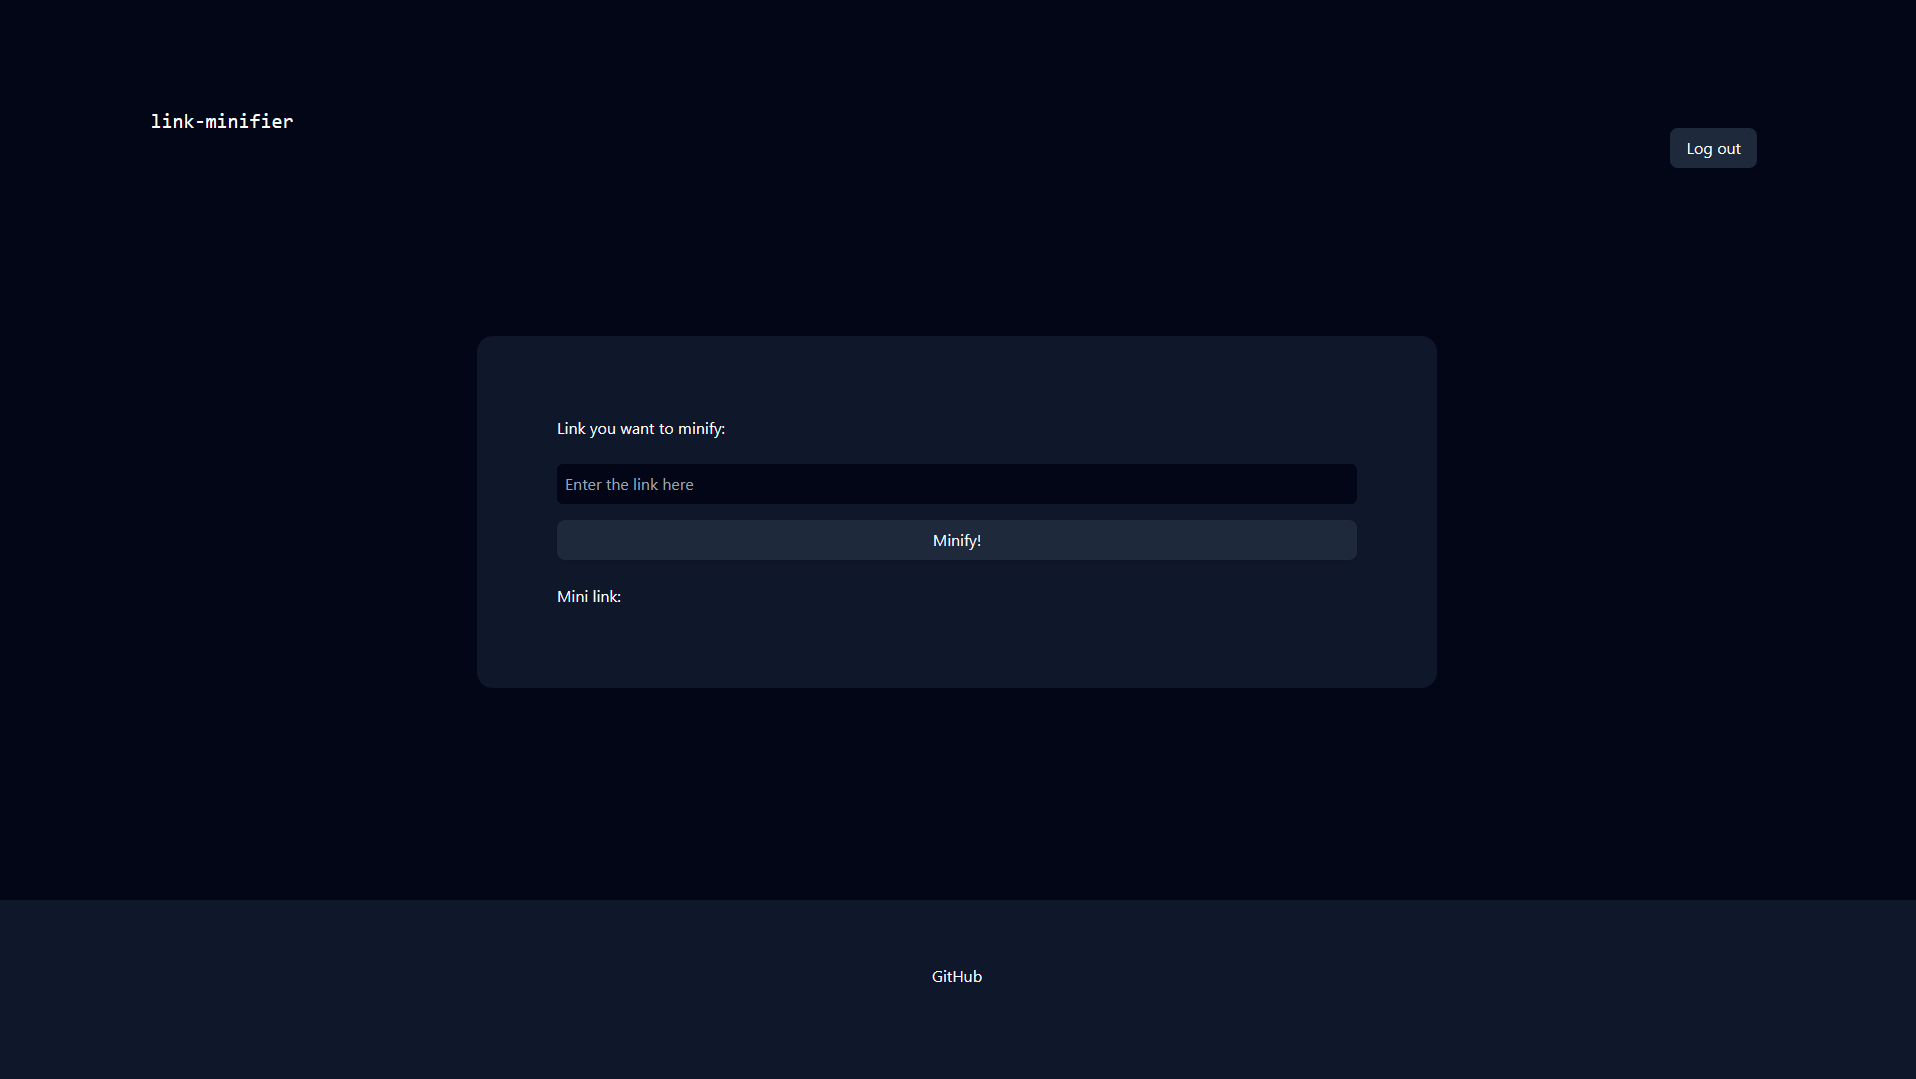 link-minifier
Log out
Link you want to minify:
Enter the link here
Minify!
Mini link:
GitHub